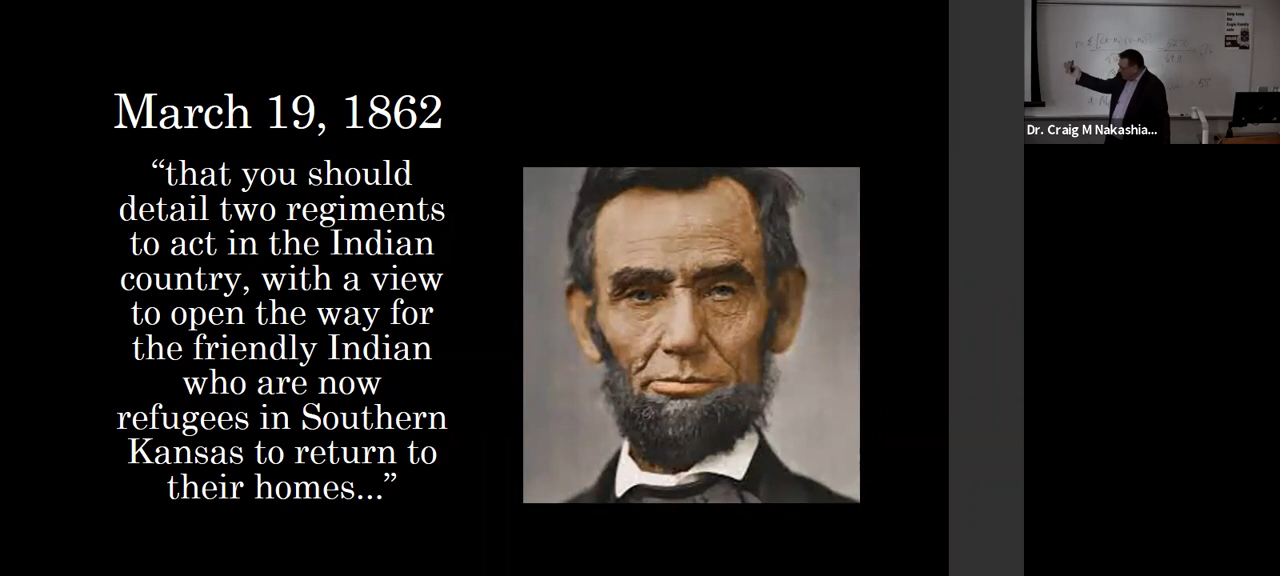 March 19, 1862
“that you should
detail two regiments
to act in the Indian
country, with a view
to open the way for
the friendly Indian
who are now
refugees in Southern
Kansas to return to
their homes...”
Dr. Craig M Nakashia...